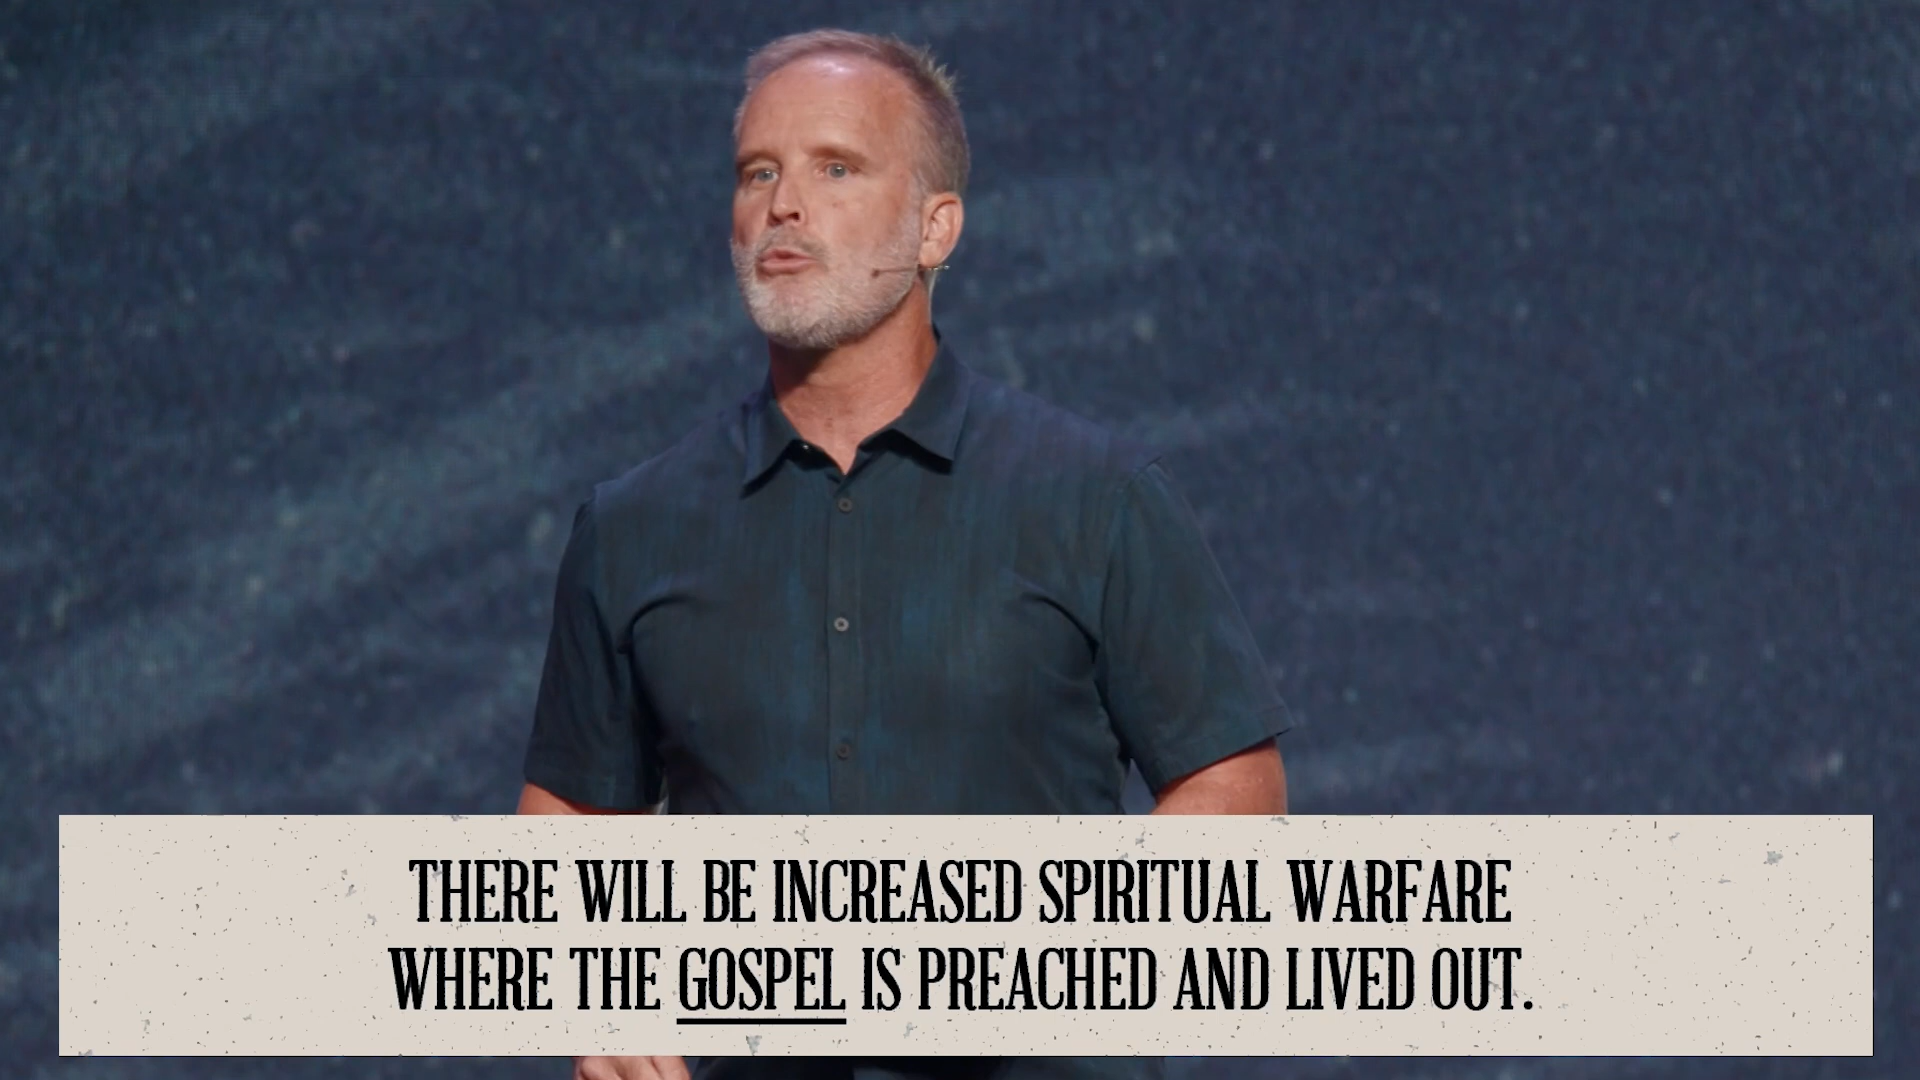 THERE WILL BE INCREASED SPIRITUAL WARFARE
WHERE THE GOSPEL IS PREACHED AND LIVED OUT.